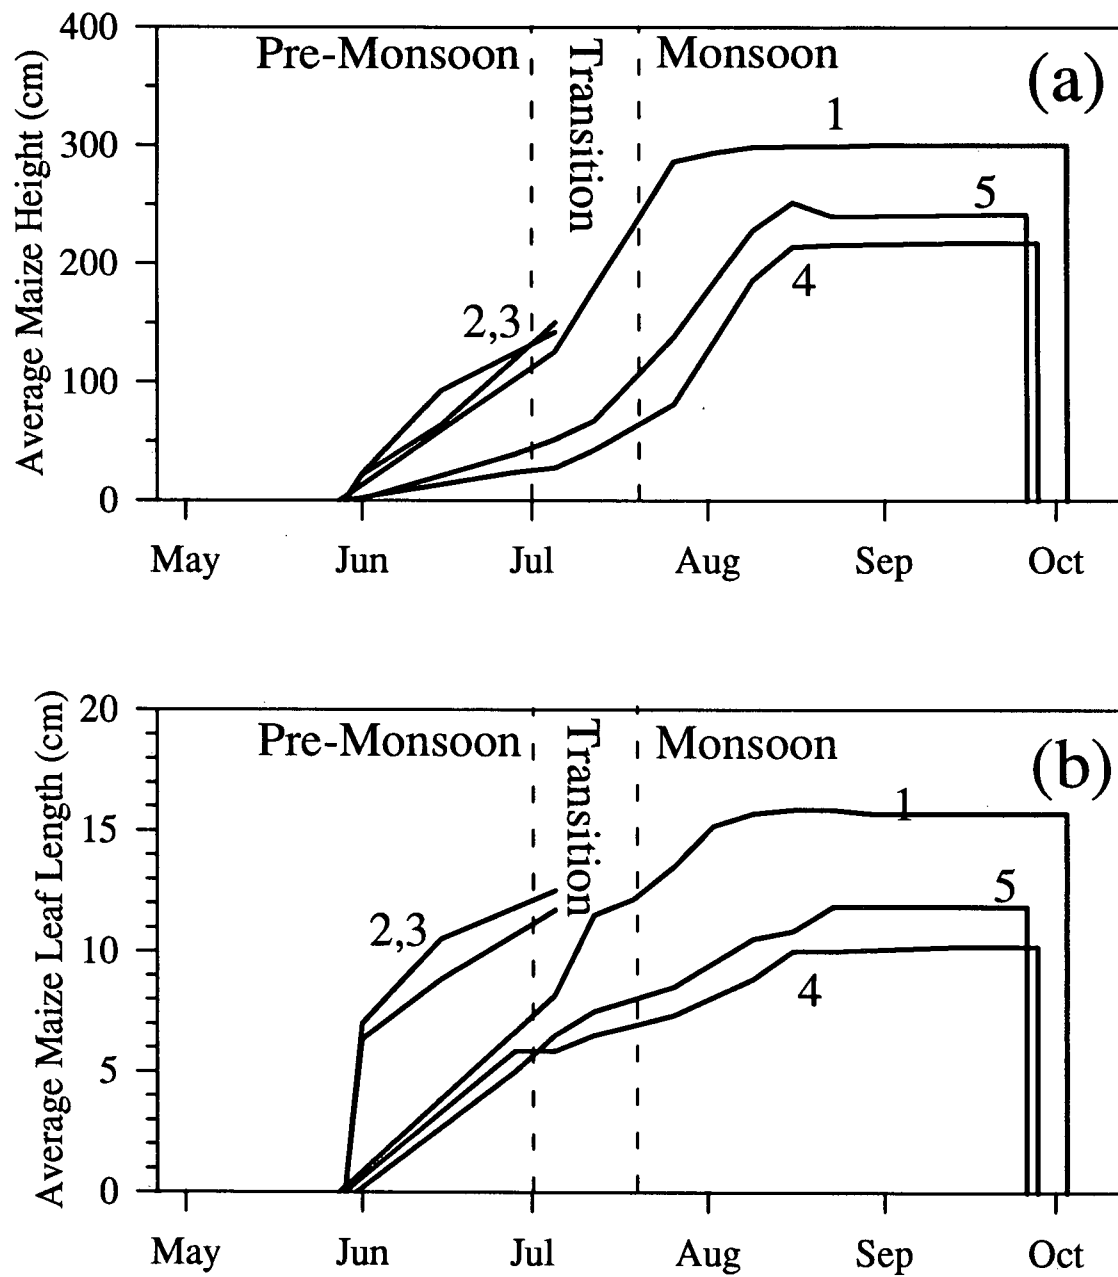 Average Maize Height (cm)
400
300
200
100
0
Pre-Monsoon
Transition
Monsoon
(a)
1
5
2,3
4
May Jun Jul Aug Sep Oct
Average Maize Leaf Length (cm)
20
15
10
5
0
Pre-Monsoon
Transition
Monsoon
(b)
1
5
2,3
4
May Jun Jul Aug Sep Oct